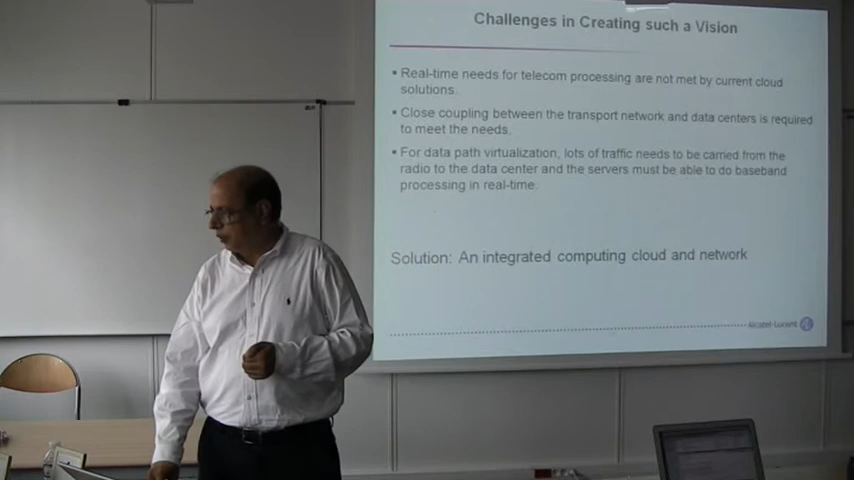 Challenges in Creating such a Vision
▪ Real-time needs for telecom processing are not met by current cloud
solutions.
▪ Close coupling between the transport network and data centers is required
to meet the needs.
▪ For data path virtualization, lots of traffic needs to be carried from the
radio to the data center and the servers must be able to do baseband
processing in real-time.
Solution: An integrated computing cloud and network
Alcatel-Lucent